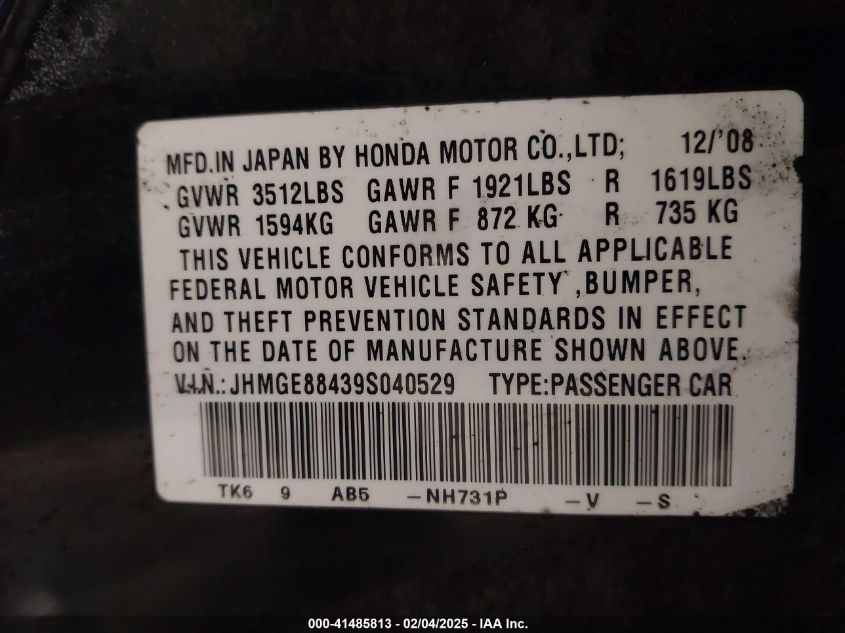 MFD.IN JAPAN BY HONDA MOTOR CO.,LTD; 12/'08
GVWR 3512LBS GAWR F 1921LBS R 1619LBS
GVWR 1594KG GAWR F 872 KG R 735 KG
THIS VEHICLE CONFORMS TO ALL APPLICABLE
FEDERAL MOTOR VEHICLE SAFETY ,BUMPER,
AND THEFT PREVENTION STANDARDS IN EFFECT
ON THE DATE OF MANUFACTURE SHOWN ABOVE.
V.I.N.: JHMGE88439S040529 TYPE:PASSENGER CAR
TK6 9 AB5 -NH731P -V -S
000-41485813 - 02/04/2025 - IAA Inc.